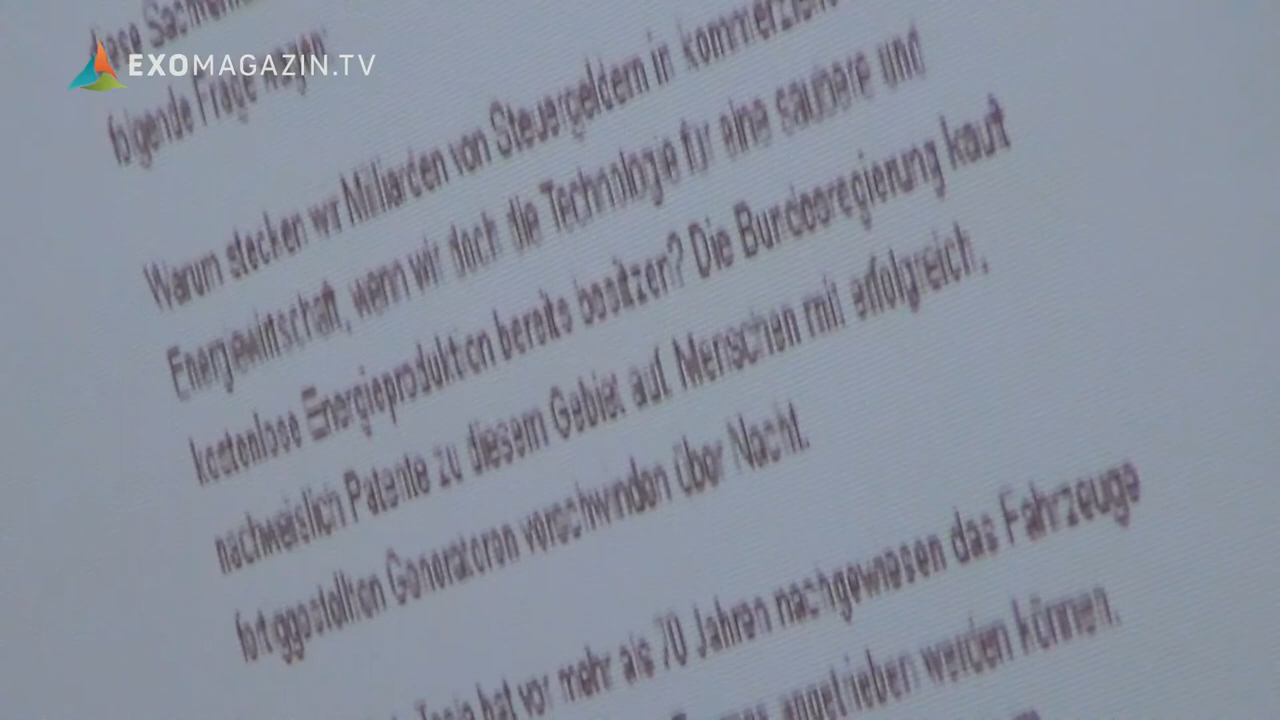 EXOMAGAZIN.TV
folgende Frage
Warum stecken wir Milliarden von Steuergeldern in
Energiewirtschaft, wenn wir doch die Technologie für eine saubere und
kostenlose Energieproduktion bereits besitzen? Die Bundesregierung kauft
nachweislich Patente zu diesem Gebiet auf. Menschen mit erfolgreich,
Generatoren verschwinden über Nacht.
hat vor mehr als 70 Jahren nachgewiesen das Fahrzeuge
angetrieben werden können.